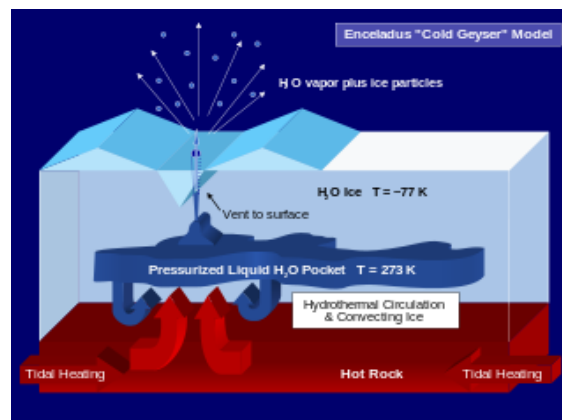 Enceladus "Cold Geyser" Model
H₂O vapor plus ice particles
H₂O Ice T = −77 K
Vent to surface
Pressurized Liquid H₂O Pocket T = 273 K
Hydrothermal Circulation
& Convecting Ice
Tidal Heating
Hot Rock
Tidal Heating